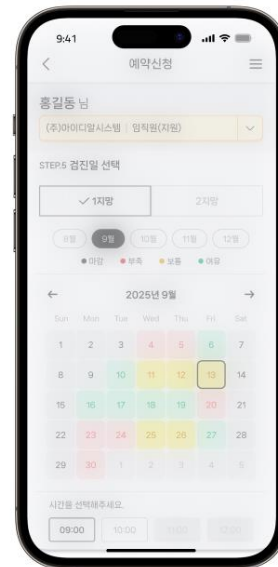 9:41
예약신청
홍길동 님
(주)아이디알시스템 | 임직원(지원)
STEP.5 검진일 선택
✓ 1지망 2지망
8월 9월 10월 11월 12월
마감 부족 보통 여유
← 2025년 9월 →
Sun Mon Tue Wed Thu Fri Sat
1 2 3 4 5 6 7
8 9 10 11 12 13 14
15 16 17 18 19 20 21
22 23 24 25 26 27 28
29 30 1 2 3 4 5
시간을 선택해주세요.
09:00 10:00